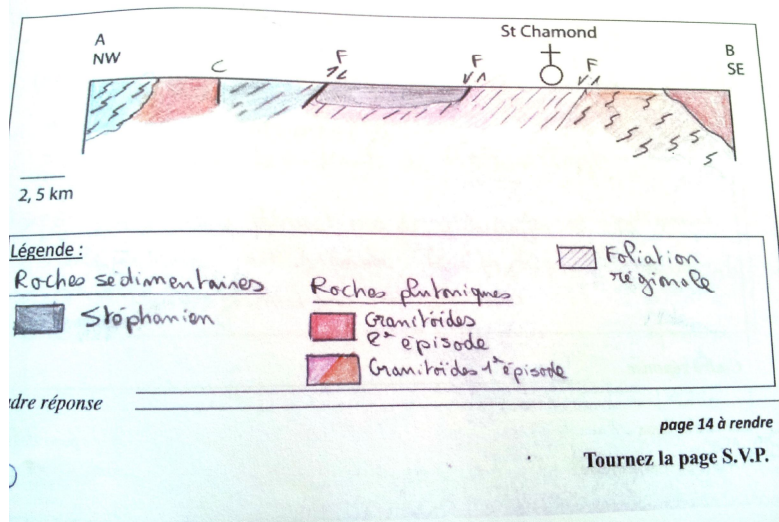 St Chamond
A
NW
C
F
F
F
B
SE
2, 5 km
Légende :
Foliation
régionale
Roches sédimentaires
Stéphanien
Roches plutoniques
Granitoïdes
2e épisode
Granitoïdes 1e épisode
dre réponse
page 14 à rendre
Tournez la page S.V.P.